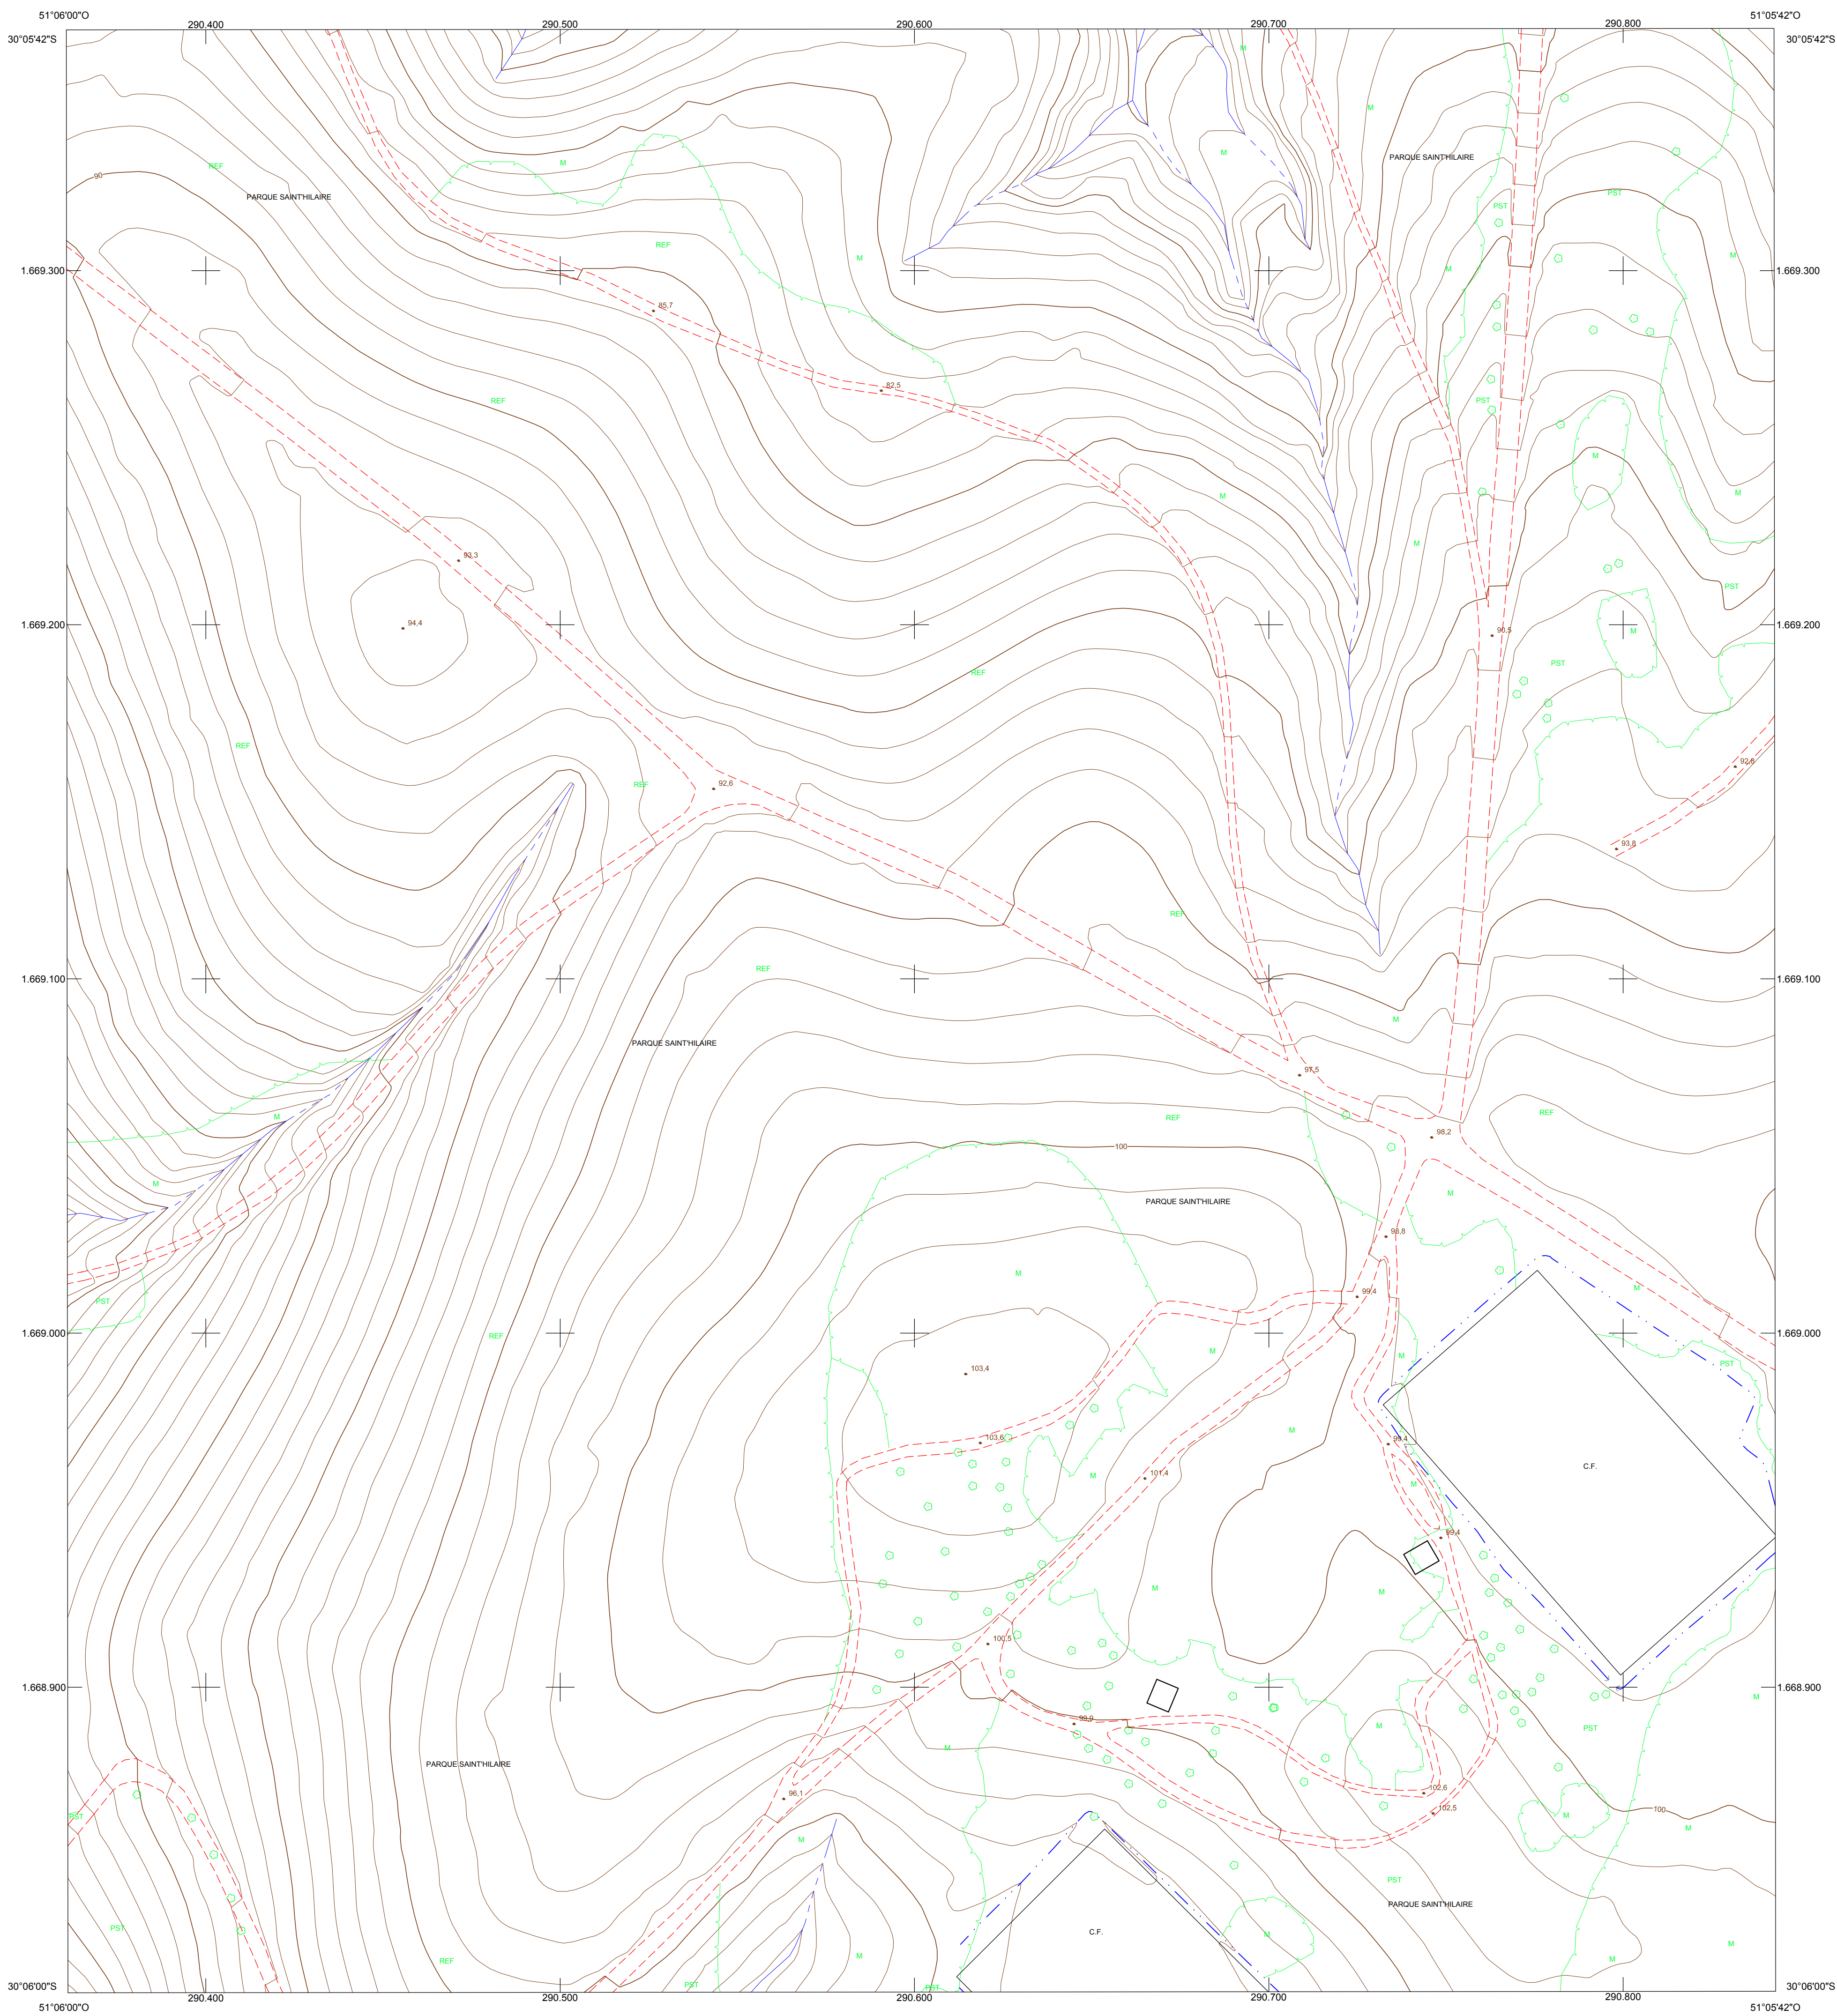 51°06'00"O 290.400 290.500 290.600 290.700 290.800 51°05'42"O
30°05'42"S 30°05'42"S
M
M
M M
M
PARQUE SAINT'HILAIRE
REF
90
PARQUE SAINT'HILAIRE
PST
PST
REF
M
M
M
1.669.300 1.669.300
85,7
82,5
REF
PST
M
M
M
M
93,3
PST
94,4
1.669.200 1.669.200
M
90,5
PST
REF
REF
92,6
REF
92,6
93,8
REF
REF
1.669.100 1.669.100
M
PARQUE SAINT'HILAIRE
97,5
REF
M
REF
98,2
100
M
M
PARQUE SAINT'HILAIRE
98,8
M
M
99,4
PST
REF
1.669.000 1.669.000
M
M
PST
103,4
M
103,6
99,4
C.F.
M
101,4
M
99,4
M
M
100,5
1.668.900 1.668.900
M
99,9
M
PST
M
PARQUE SAINT'HILAIRE
102,6
96,1
PST
102,5
100
M
M
M
PST
PARQUE SAINT'HILAIRE
PST
C.F.
M
M
M
M
REF
PST
PST
30°06'00"S 30°06'00"S
51°06'00"O 290.400 290.500 290.600 290.700 290.800 51°05'42"O